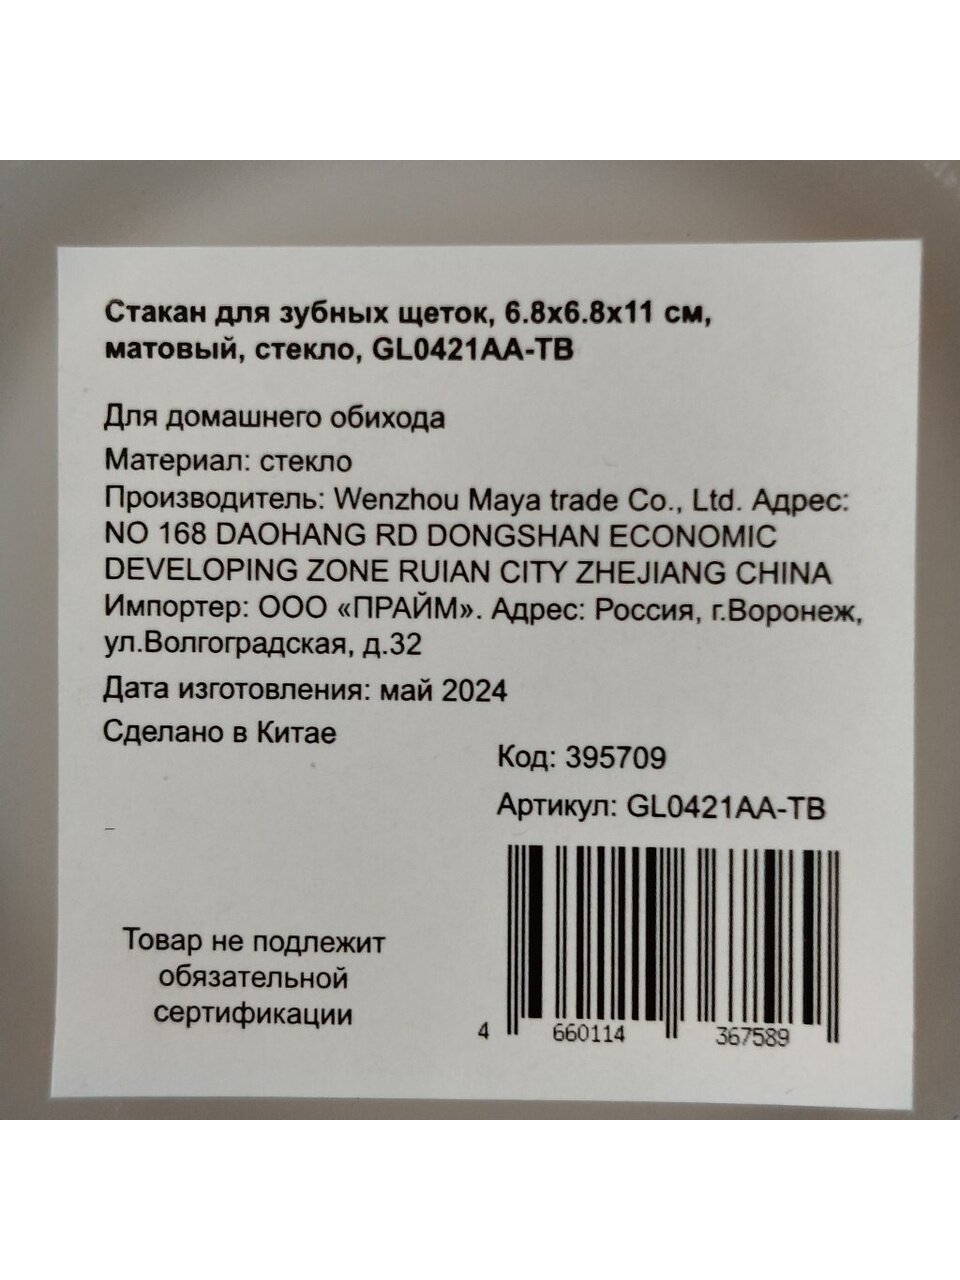 Стакан для зубных щеток, 6.8х6.8х11 см,
матовый, стекло, GL0421AA-TB
Для домашнего обихода
Материал: стекло
Производитель: Wenzhou Maya trade Co., Ltd. Адрес:
NO 168 DAOHANG RD DONGSHAN ECONOMIC
DEVELOPING ZONE RUIAN CITY ZHEJIANG CHINA
Импортер: ООО «ПРАЙМ». Адрес: Россия, г.Воронеж,
ул.Волгоградская, д.32
Дата изготовления: май 2024
Сделано в Китае
Код: 395709
Артикул: GL0421AA-TB
Товар не подлежит
обязательной
сертификации
4 660114 367589